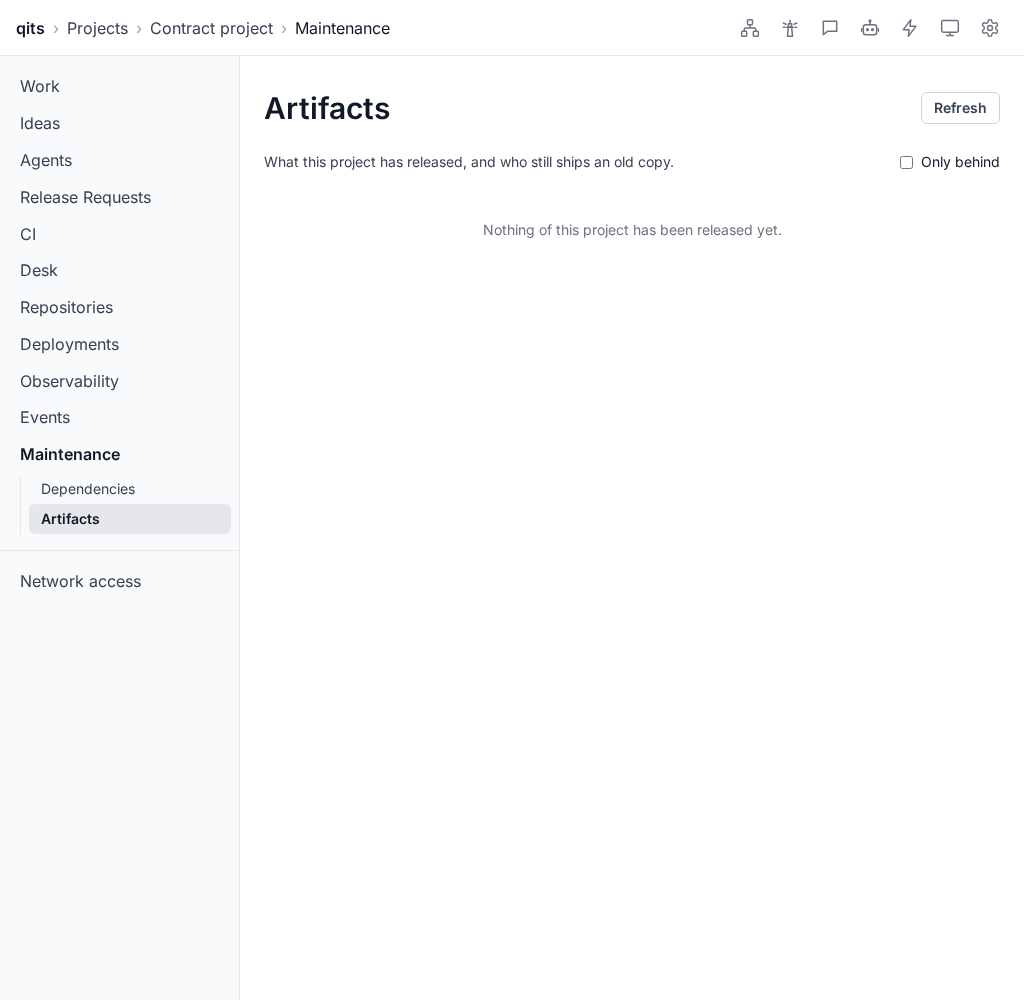 qits › Projects › Contract project › Maintenance
Work
Ideas
Agents
Release Requests
CI
Desk
Repositories
Deployments
Observability
Events
Maintenance
Dependencies
Artifacts
Network access
Artifacts
Refresh
What this project has released, and who still ships an old copy.
Only behind
Nothing of this project has been released yet.